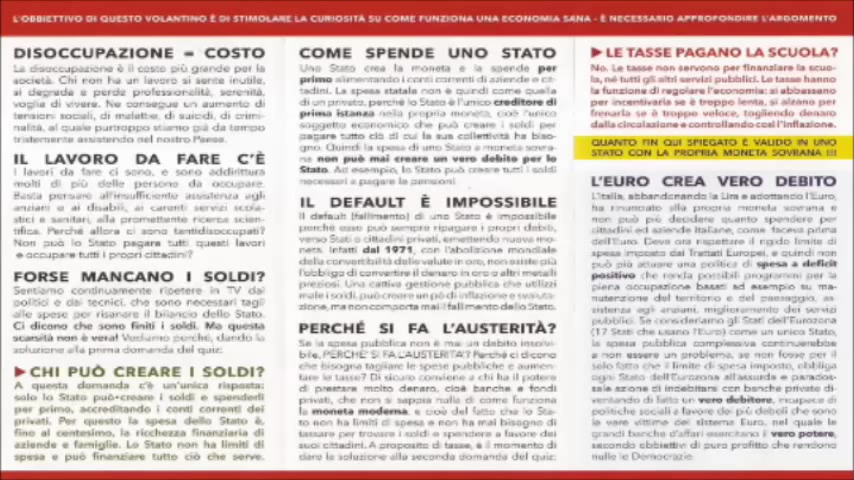 L'OBBIETTIVO DI QUESTO VOLANTINO È DI STIMOLARE LA CURIOSITÀ SU COME FUNZIONA UNA ECONOMIA SANA - È NECESSARIO APPROFONDIRE L'ARGOMENTO
DISOCCUPAZIONE = COSTO
La disoccupazione è il costo più grande per la
società. Chi non ha un lavoro si sente inutile,
si degrada e perde professionalità, serenità,
voglia di vivere. Ne consegue un aumento di
tensioni sociali, di malattie, di suicidi, di crimi-
nalità, al quale purtroppo stiamo già da tempo
tristemente assistendo nel nostro Paese.
IL LAVORO DA FARE C'È
I lavori da fare ci sono, e sono addirittura
molti di più delle persone da occupare.
Basta pensare all'insufficiente assistenza agli
anziani e ai disabili, ai carenti servizi scola-
stici e sanitari, alla promettente ricerca scien-
tifica. Perché allora ci sono tantidisoccupati?
Non può lo Stato pagare tutti questi lavori
e occupare tutti i propri cittadini?
FORSE MANCANO I SOLDI?
Sentiamo continuamente ripetere in TV dai
politici e dai tecnici, che sono necessari tagli
alle spese per risanare il bilancio dello Stato.
Ci dicono che sono finiti i soldi. Ma questa
scarsità non è vera! Vediamo perché, dando la
soluzione alla prima domanda del quiz:
▶CHI PUÒ CREARE I SOLDI?
A questa domanda c'è un'unica risposta:
solo lo Stato può creare i soldi e spenderli
per primo, accreditando i conti correnti dei
privati. Per questo la spesa dello Stato è,
fino al centesimo, la ricchezza finanziaria di
aziende e famiglie. Lo Stato non ha limiti di
spesa e può finanziare tutto ciò che serve.
COME SPENDE UNO STATO
Uno Stato crea la moneta e la spende per
primo alimentando i conti correnti di aziende e cit-
tadini. La spesa statale non è quindi come quella
di un privato, perché lo Stato è l'unico creditore di
prima istanza nella propria moneta, cioè l'unico
soggetto economico che può creare i soldi per
pagare tutto ciò di cui la sua collettività ha biso-
gno. Quindi la spesa di uno Stato a moneta sovra-
na non può mai creare un vero debito per lo
Stato. Ad esempio, lo Stato può creare tutti i soldi
necessari a pagare le pensioni.
IL DEFAULT È IMPOSSIBILE
Il default (fallimento) di uno Stato è impossibile
perché esso può sempre ripagare i propri debiti,
verso Stati o cittadini privati, emettendo nuova mo-
neta. Infatti dal 1971, con l'abolizione mondiale
della convertibilità delle valute in oro, non esiste più
l'obbligo di convertire il denaro in oro o altri metalli
preziosi. Una cattiva gestione pubblica che utilizzi
male i soldi, può creare un pò di inflazione e svaluta-
zione, ma non comporta mai il fallimento dello Stato.
PERCHÉ SI FA L'AUSTERITÀ?
Se la spesa pubblica non è mai un debito insolvi-
bile, PERCHE' SI FA L'AUSTERITA'? Perché ci dicono
che bisogna tagliare le spese pubbliche e aumen-
tare le tasse? Di sicuro conviene a chi ha il potere
di prestare molto denaro, cioè banche e fondi
privati, che non si sappia nulla di come funziona
la moneta moderna, e cioè del fatto che lo Sta-
to non ha limiti di spesa e non ha mai bisogno di
tassare per trovare i soldi e spendere a favore dei
suoi cittadini. A proposito di tasse, è il momento di
dare la soluzione alla seconda domanda del quiz:
▶LE TASSE PAGANO LA SCUOLA?
No. Le tasse non servono per finanziare la scuo-
la, né tutti gli altri servizi pubblici. Le tasse hanno
la funzione di regolare l'economia: si abbassano
per incentivarla se è troppo lenta, si alzano per
frenarla se è troppo veloce, togliendo denaro
dalla circolazione e controllando così l'inflazione.
QUANTO FIN QUI SPIEGATO È VALIDO IN UNO
STATO CON LA PROPRIA MONETA SOVRANA !!!
L'EURO CREA VERO DEBITO
L'Italia, abbandonando la Lira e adottando l'Euro,
ha rinunciato alla propria moneta sovrana e
non può più decidere quanto spendere per
cittadini ed aziende italiane, come faceva prima
dell'Euro. Deve ora rispettare il rigido limite di
spesa imposto dai Trattati Europei, e quindi non
può più attuare una politica di spesa a deficit
positivo che renda possibili programmi per la
piena occupazione basati ad esempio su ma-
nutenzione del territorio e del paesaggio, as-
sistenza agli anziani, miglioramento dei servizi
pubblici. Se consideriamo gli Stati dell'Eurozona
(17 Stati che usano l'Euro) come un unico Stato,
la spesa pubblica complessiva continuerebbe
a non essere un problema, se non fosse per il
solo fatto che il limite di spesa imposto, obbliga
ogni Stato dell'Eurozona all'assurda e parados-
sale azione di indebitarsi con banche private di-
ventando di fatto un vero debitore, incapace di
politiche sociali a favore dei più deboli che sono
le vere vittime del sistema Euro, nel quale le
grandi banche d'affari esercitano il vero potere,
secondo obbiettivi di puro profitto che rendono
nulle le Democrazie.